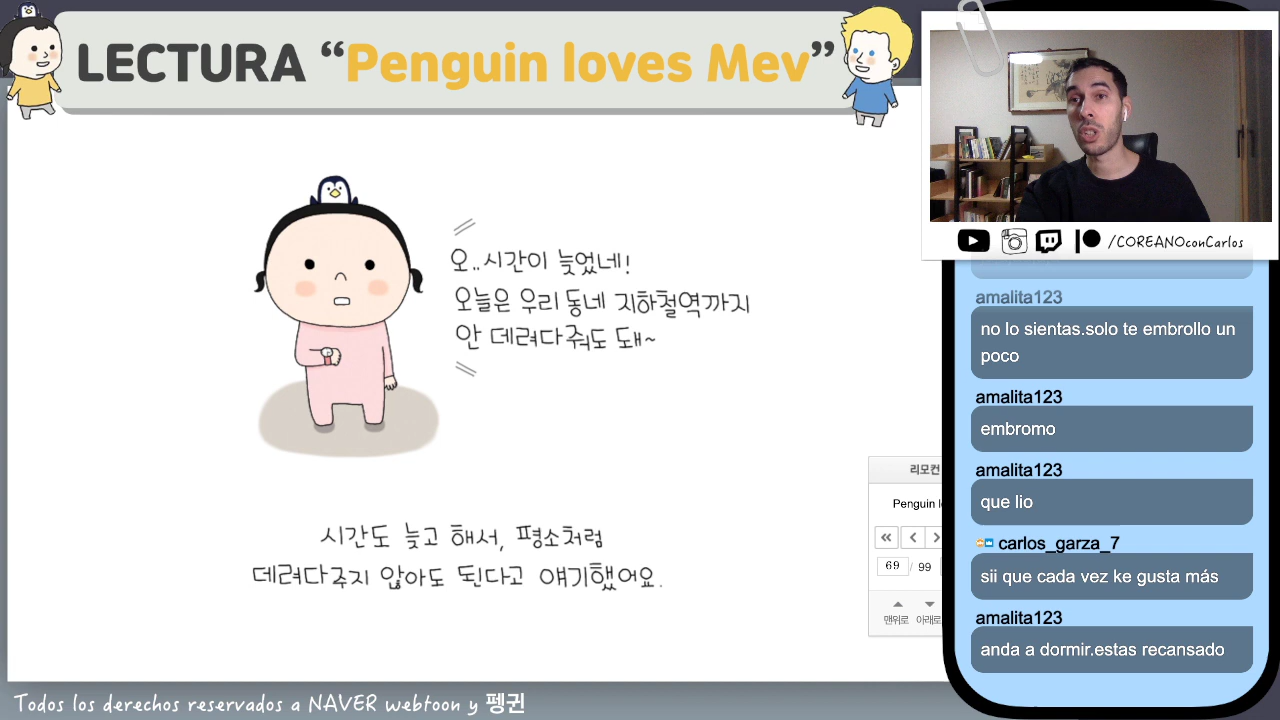 LECTURA “Penguin loves Mev”
오..시간이 늦었네!
오늘은 우리 동네 지하철역까지
안 데려다줘도 돼~
시간도 늦고 해서, 평소처럼
데려다주지 않아도 된다고 얘기했어요.
리모컨
Penguin
69 / 99
맨위로 아래로
/COREANOconCarlos
amalita123
no lo sientas.solo te embrollo un
poco
amalita123
embromo
amalita123
que lio
carlos_garza_7
sii que cada vez ke gusta más
amalita123
anda a dormir.estas recansado
Todos los derechos reservados a NAVER webtoon y 펭귄